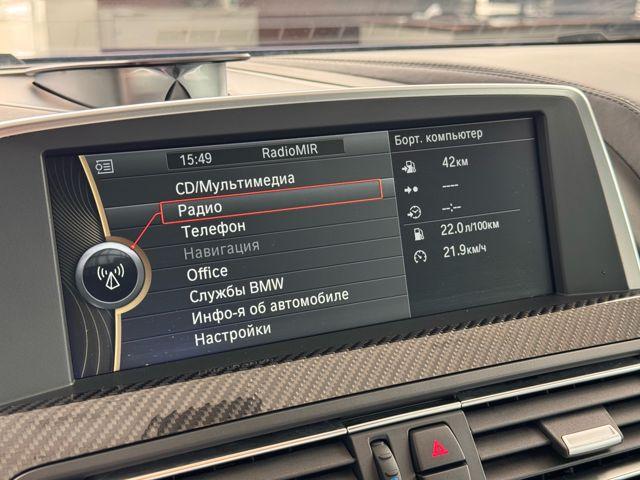 15:49 RadioMIR
CD/Мультимедиа
Радио
Телефон
Навигация
Office
Службы BMW
Инфо-я об автомобиле
Настройки
Борт. компьютер
42км
----
--:--
22.0л/100км
21.9км/ч